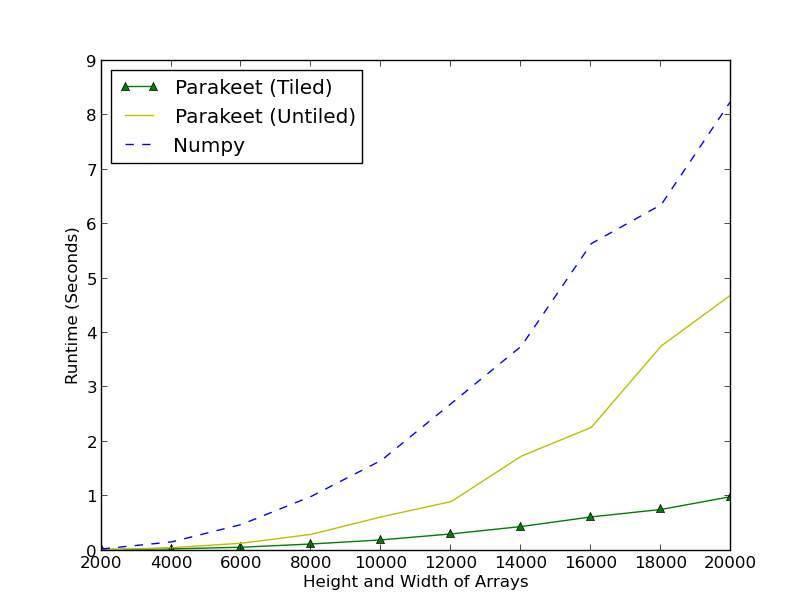 9
8
7
6
5
4
3
2
1
0
Runtime (Seconds)
Parakeet (Tiled)
Parakeet (Untiled)
Numpy
2000 4000 6000 8000 10000 12000 14000 16000 18000 20000
Height and Width of Arrays